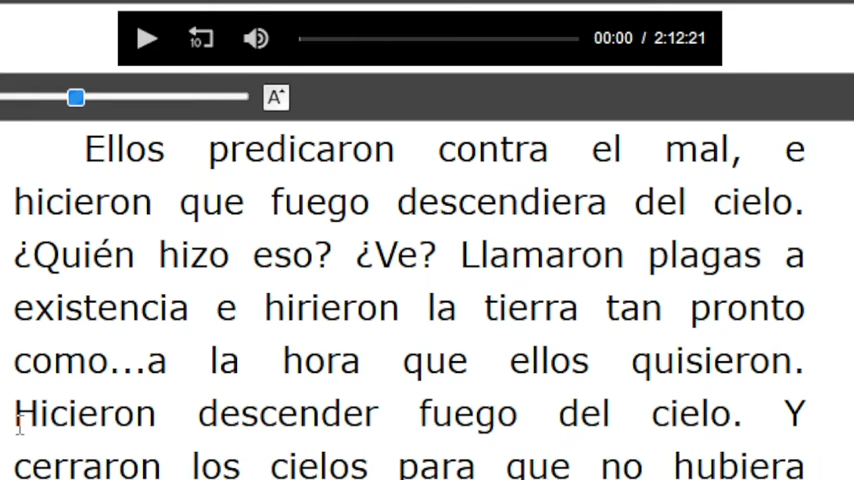 10
00:00 / 2:12:21
A
Ellos predicaron contra el mal, e
hicieron que fuego descendiera del cielo.
¿Quién hizo eso? ¿Ve? Llamaron plagas a
existencia e hirieron la tierra tan pronto
como...a la hora que ellos quisieron.
Hicieron descender fuego del cielo. Y
cerraron los cielos para que no hubiera